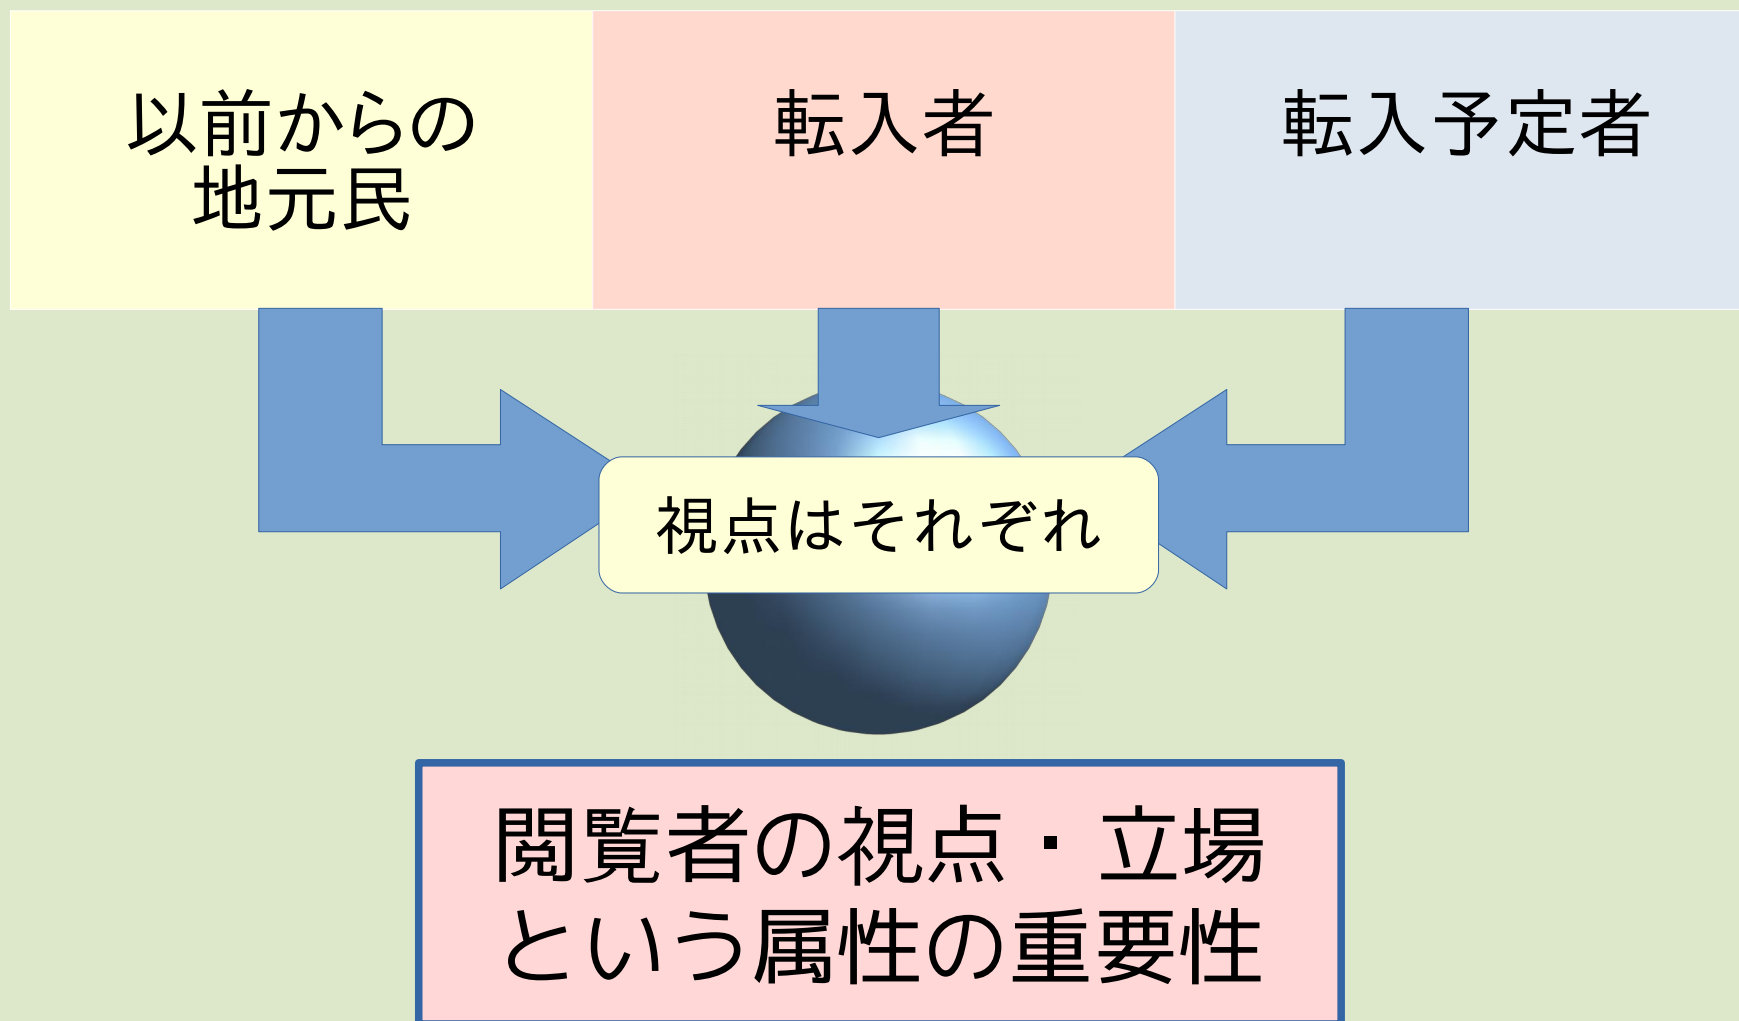 以前からの
地元民
転入者
転入予定者
視点はそれぞれ
閲覧者の視点・立場
という属性の重要性